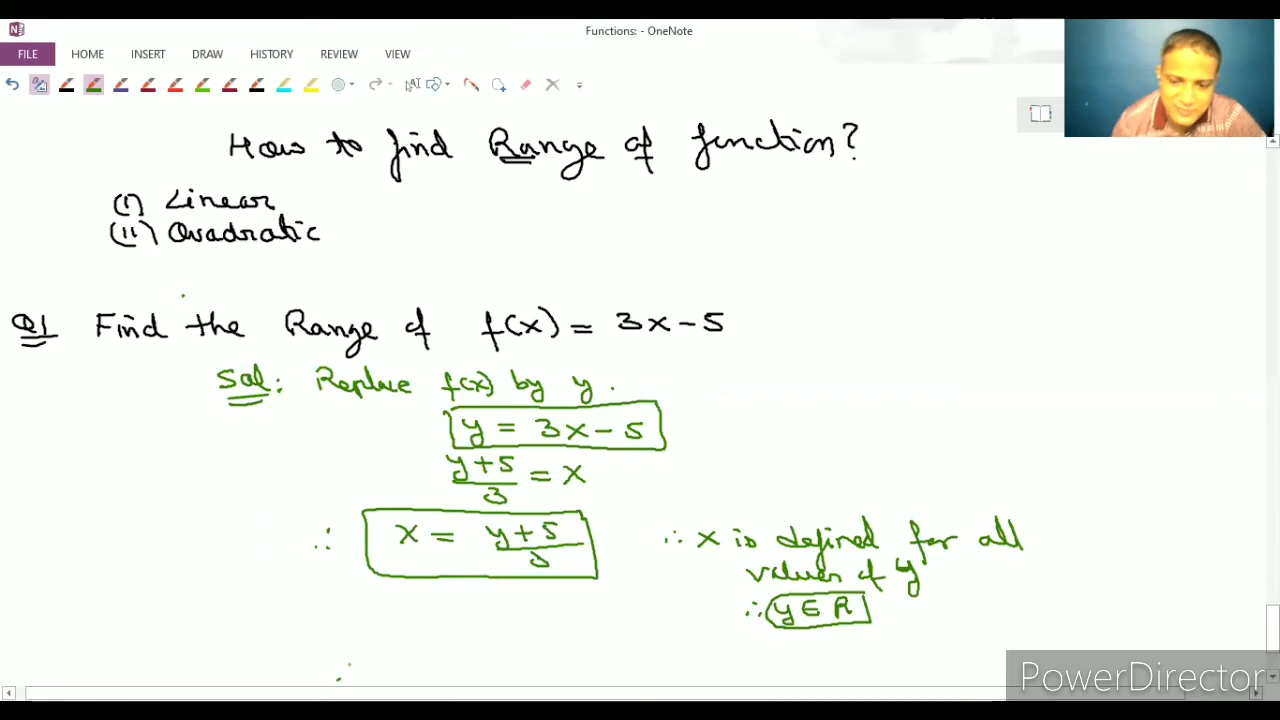 Functions: - OneNote
FILE HOME INSERT DRAW HISTORY REVIEW VIEW
How to find Range of function?
(i) Linear
(ii) Quadratic
Q1 Find the Range of f(x) = 3x - 5
Sol: Replace f(x) by y.
y = 3x - 5
y+5/3 = x
∴ x = y+5/3
∴ x is defined for all
values of y
∴ y ∈ R
PowerDirector